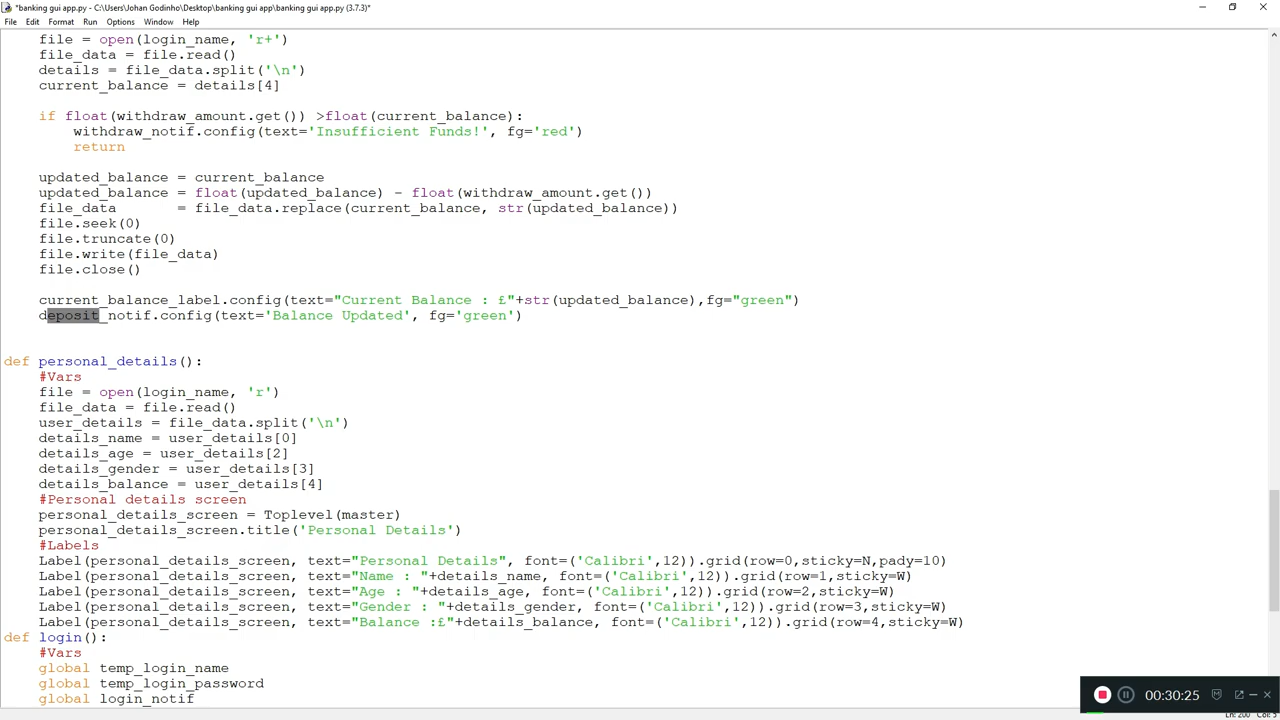 *banking gui app.py - C:\Users\Johan Godinho\Desktop\banking gui app\banking gui app.py (3.7.3)*
File Edit Format Run Options Window Help
file = open(login_name, 'r+')
file_data = file.read()
details = file_data.split('\n')
current_balance = details[4]
if float(withdraw_amount.get()) >float(current_balance):
withdraw_notif.config(text='Insufficient Funds!', fg='red')
return
updated_balance = current_balance
updated_balance = float(updated_balance) - float(withdraw_amount.get())
file_data       = file_data.replace(current_balance, str(updated_balance))
file.seek(0)
file.truncate(0)
file.write(file_data)
file.close()
current_balance_label.config(text="Current Balance : £"+str(updated_balance),fg="green")
deposit_notif.config(text='Balance Updated', fg='green')
def personal_details():
#Vars
file = open(login_name, 'r')
file_data = file.read()
user_details = file_data.split('\n')
details_name = user_details[0]
details_age = user_details[2]
details_gender = user_details[3]
details_balance = user_details[4]
#Personal details screen
personal_details_screen = Toplevel(master)
personal_details_screen.title('Personal Details')
#Labels
Label(personal_details_screen, text="Personal Details", font=('Calibri',12)).grid(row=0,sticky=N,pady=10)
Label(personal_details_screen, text="Name : "+details_name, font=('Calibri',12)).grid(row=1,sticky=W)
Label(personal_details_screen, text="Age : "+details_age, font=('Calibri',12)).grid(row=2,sticky=W)
Label(personal_details_screen, text="Gender : "+details_gender, font=('Calibri',12)).grid(row=3,sticky=W)
Label(personal_details_screen, text="Balance :£"+details_balance, font=('Calibri',12)).grid(row=4,sticky=W)
def login():
#Vars
global temp_login_name
global temp_login_password
global login_notif
00:30:25
Ln: 200 Col: 5